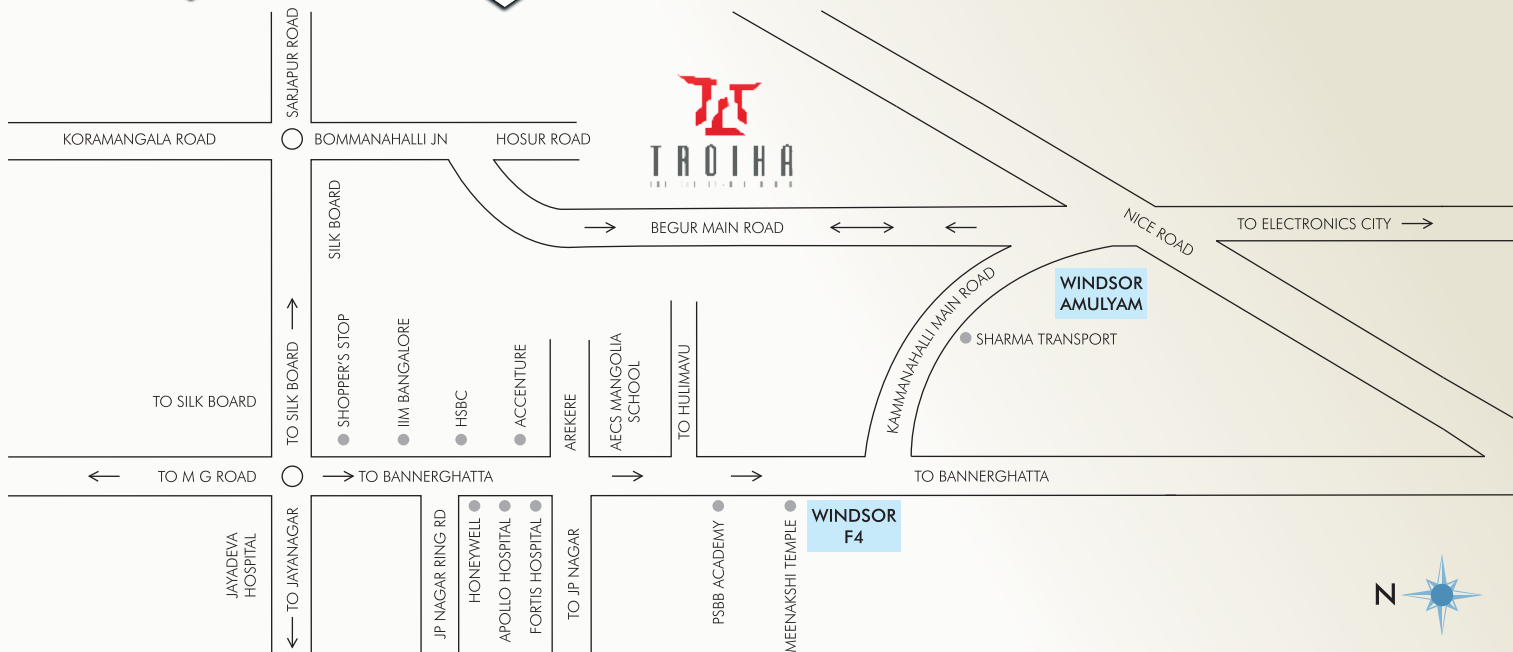 SARJAPUR ROAD
KORAMANGALA ROAD
BOMMANAHALLI JN
HOSUR ROAD
TROIKA
SILK BOARD
BEGUR MAIN ROAD
NICE ROAD
TO ELECTRONICS CITY
WINDSOR
AMULYAM
KAMMANAHALLI MAIN ROAD
SHARMA TRANSPORT
TO SILK BOARD
TO SILK BOARD
SHOPPER'S STOP
IIM BANGALORE
HSBC
ACCENTURE
AREKERE
AECS MANGOLIA
SCHOOL
TO HULIMAVU
TO M G ROAD
TO BANNERGHATTA
TO BANNERGHATTA
JAYADEVA
HOSPITAL
TO JAYANAGAR
JP NAGAR RING RD
HONEYWELL
APOLLO HOSPITAL
FORTIS HOSPITAL
TO JP NAGAR
PSBB ACADEMY
MEENAKSHI TEMPLE
WINDSOR
F4
N